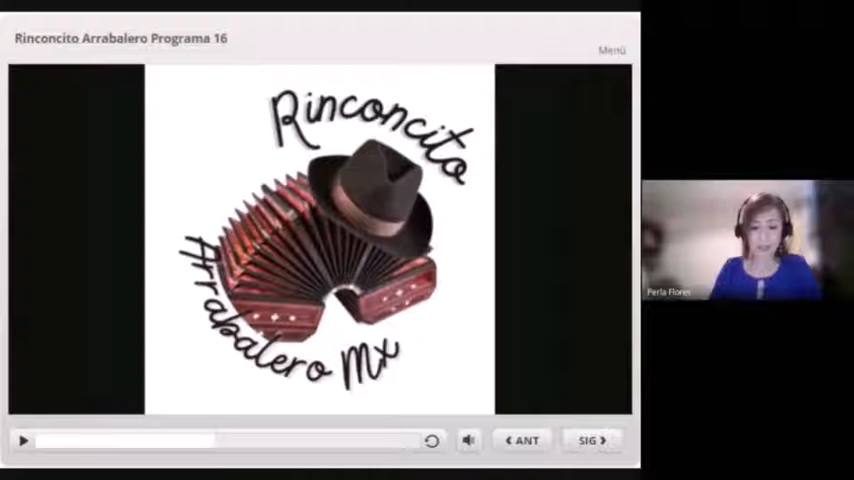 Rinconcito Arrabalero Programa 16
Menú
Rinconcito
Arrabalero Mx
Perla Flores
ANT
SIG